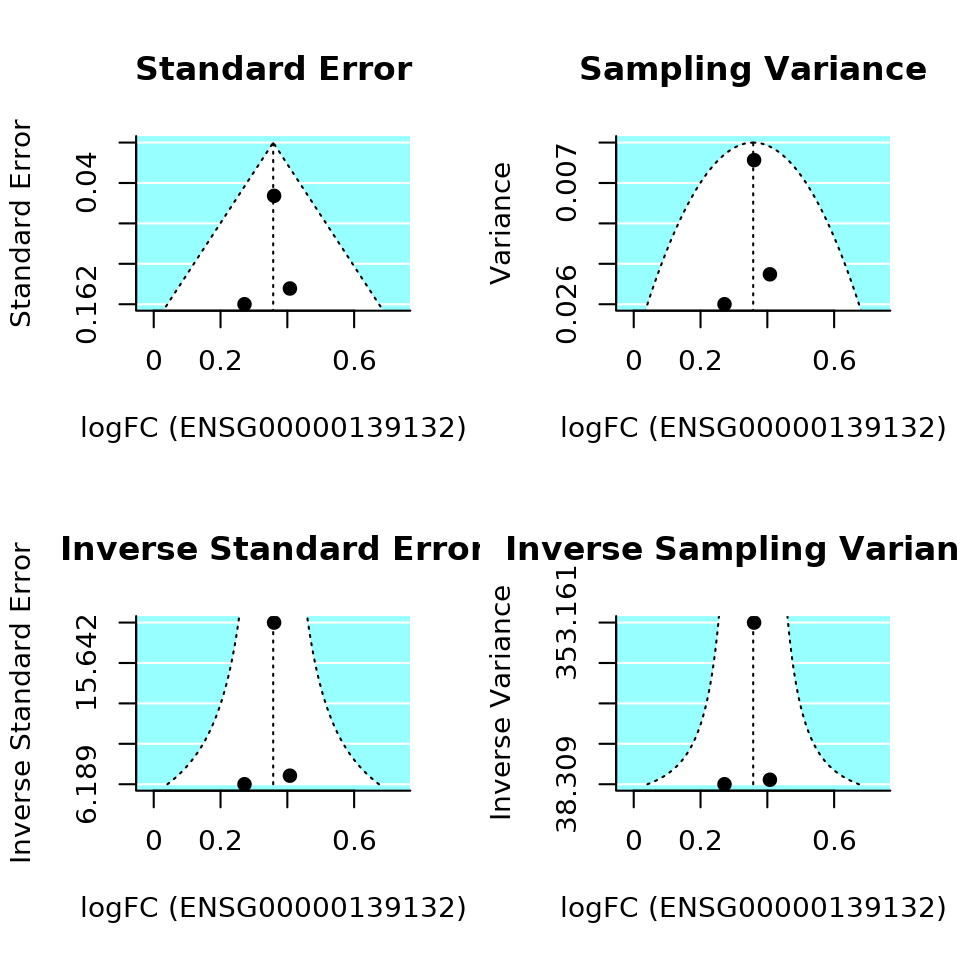 Standard Error
Standard Error
0.04
0.162
0
0.2
0.6
logFC (ENSG00000139132)
Sampling Variance
Variance
0.007
0.026
0
0.2
0.6
logFC (ENSG00000139132)
Inverse Standard Error
Inverse Standard Error
15.642
6.189
0
0.2
0.6
logFC (ENSG00000139132)
Inverse Sampling Varian
Inverse Variance
353.161
38.309
0
0.2
0.6
logFC (ENSG00000139132)